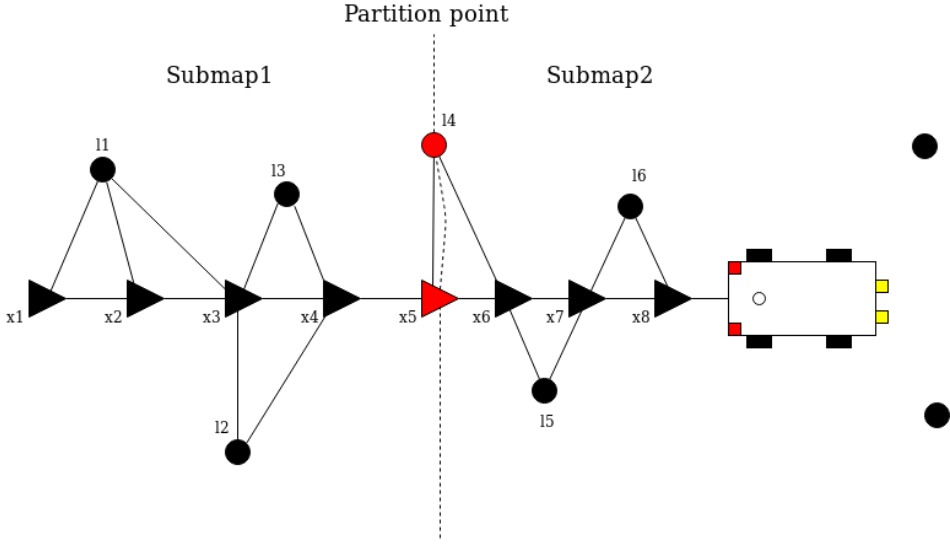 Partition point
Submap1
Submap2
l4
l1
l3
l6
x1
x2
x3
x4
x5
x6
x7
x8
l2
l5